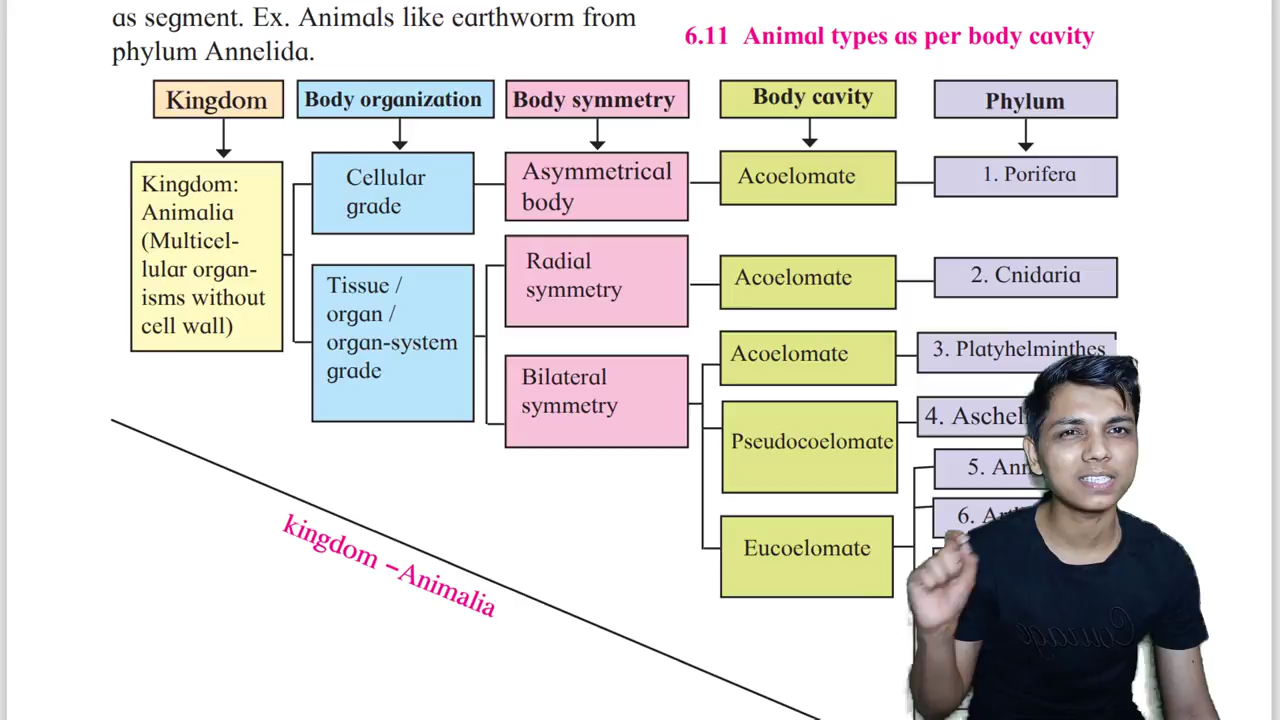 as segment. Ex. Animals like earthworm from
phylum Annelida.
6.11 Animal types as per body cavity
Kingdom
Body organization
Body symmetry
Body cavity
Phylum
Kingdom:
Animalia
(Multicel-
lular organ-
isms without
cell wall)
Cellular
grade
Tissue /
organ /
organ-system
grade
Asymmetrical
body
Radial
symmetry
Bilateral
symmetry
Acoelomate
Acoelomate
Acoelomate
Pseudocoelomate
Eucoelomate
1. Porifera
2. Cnidaria
3. Platyhelminthes
4. Aschel
5. Ann
6. Art
kingdom -Animalia
Courage